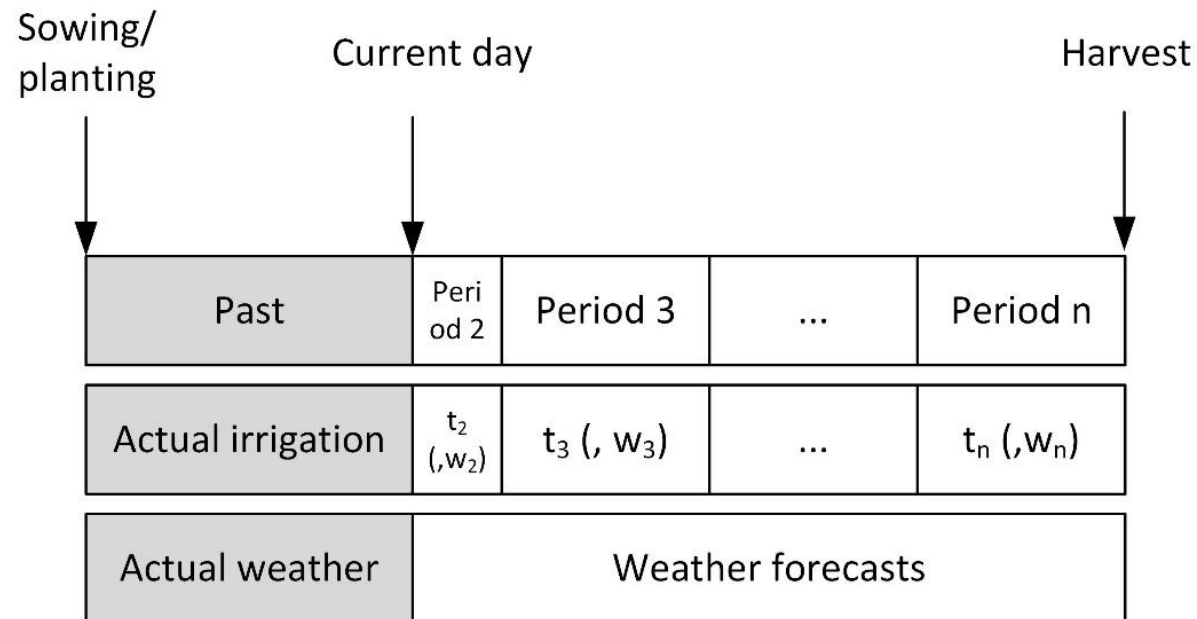 Sowing/
planting
Current day
Harvest
Past
Peri
od 2
Period 3
...
Period n
Actual irrigation
t₂
(,w₂)
t₃ (, w₃)
...
tₙ (,wₙ)
Actual weather
Weather forecasts